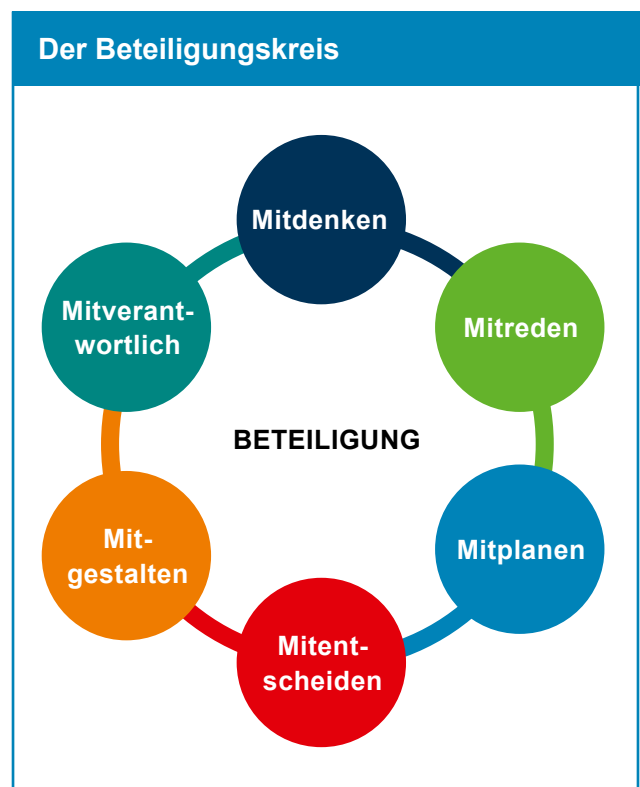 Der Beteiligungskreis
Mitdenken
Mitreden
Mitplanen
Mitent-
scheiden
Mit-
gestalten
Mitverant-
wortlich
BETEILIGUNG